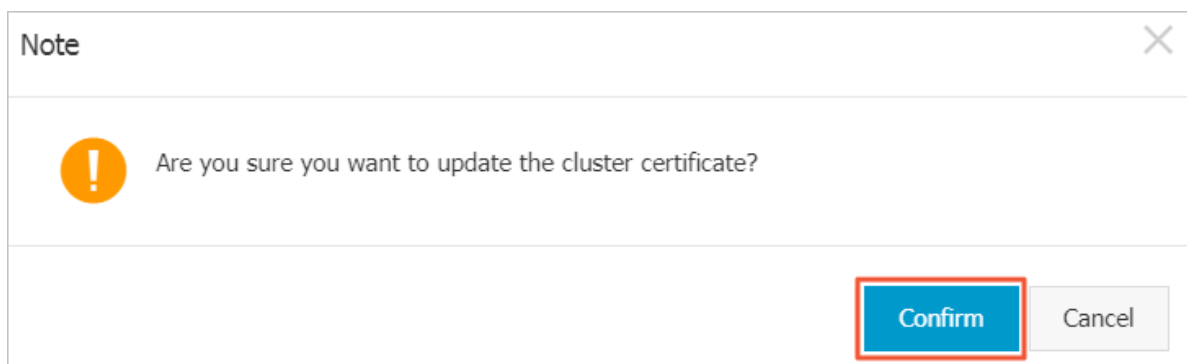 Note
Are you sure you want to update the cluster certificate?
Confirm
Cancel